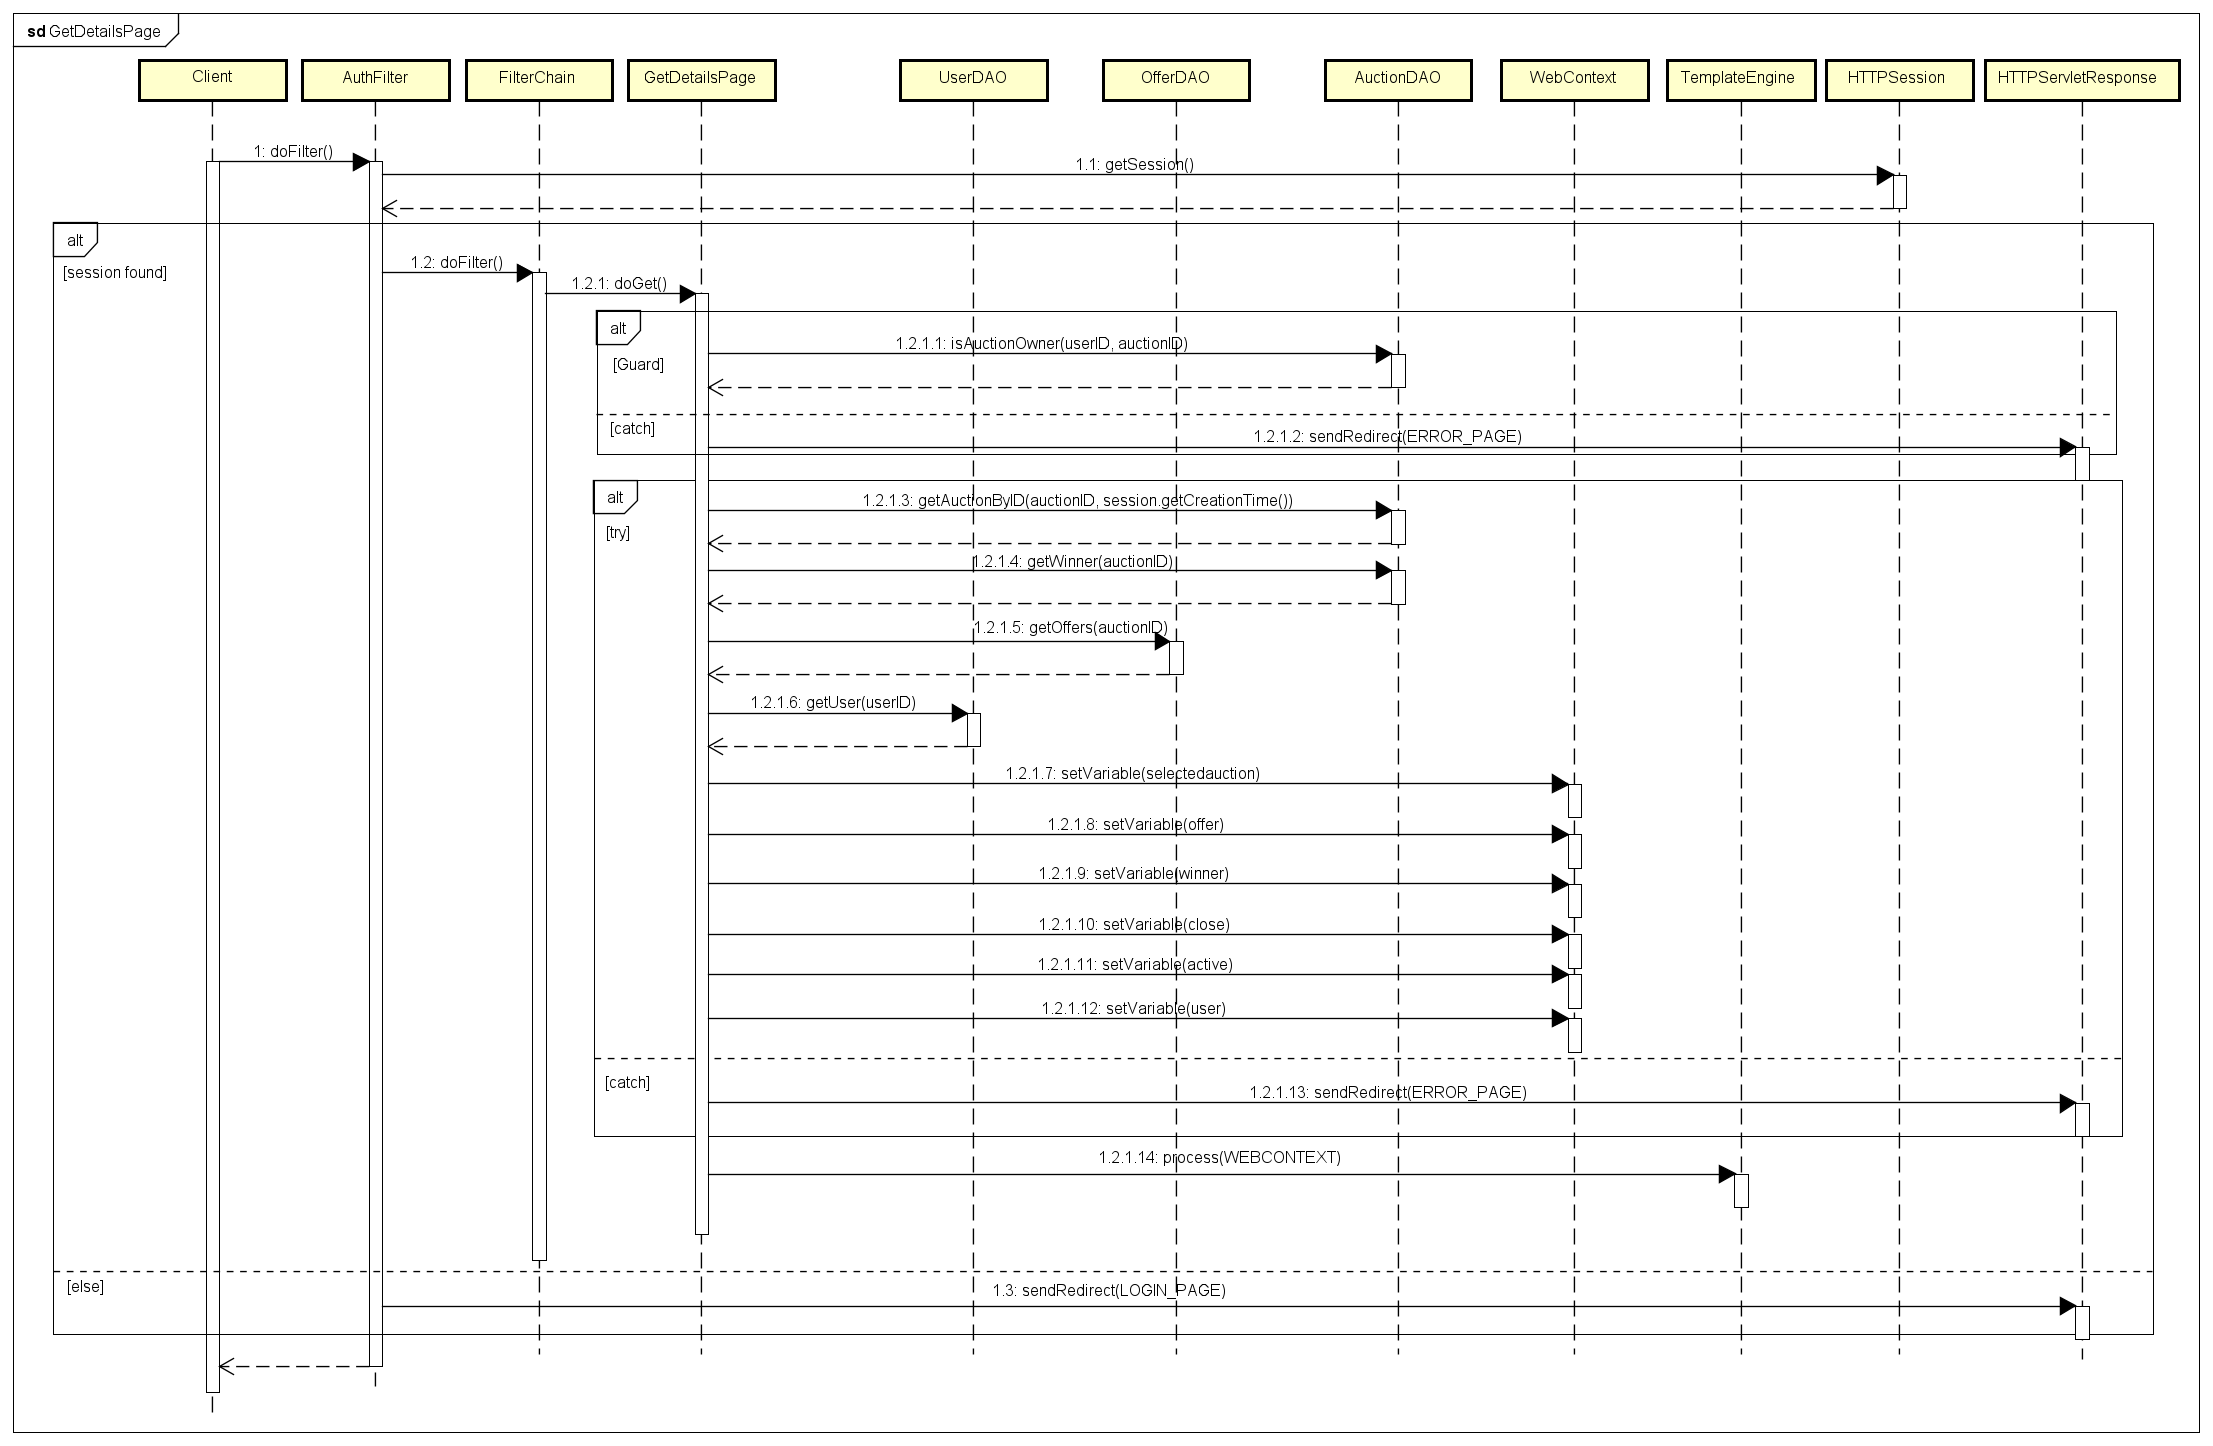 sd GetDetailsPage
Client
AuthFilter
FilterChain
GetDetailsPage
UserDAO
OfferDAO
AuctionDAO
WebContext
TemplateEngine
HTTPSession
HTTPServletResponse
1: doFilter()
1.1: getSession()
alt
[session found]
1.2: doFilter()
1.2.1: doGet()
alt
[Guard]
1.2.1.1: isAuctionOwner(userID, auctionID)
[catch]
1.2.1.2: sendRedirect(ERROR_PAGE)
alt
[try]
1.2.1.3: getAuctionByID(auctionID, session.getCreationTime())
1.2.1.4: getWinner(auctionID)
1.2.1.5: getOffers(auctionID)
1.2.1.6: getUser(userID)
1.2.1.7: setVariable(selectedauction)
1.2.1.8: setVariable(offer)
1.2.1.9: setVariable(winner)
1.2.1.10: setVariable(close)
1.2.1.11: setVariable(active)
1.2.1.12: setVariable(user)
[catch]
1.2.1.13: sendRedirect(ERROR_PAGE)
1.2.1.14: process(WEBCONTEXT)
[else]
1.3: sendRedirect(LOGIN_PAGE)